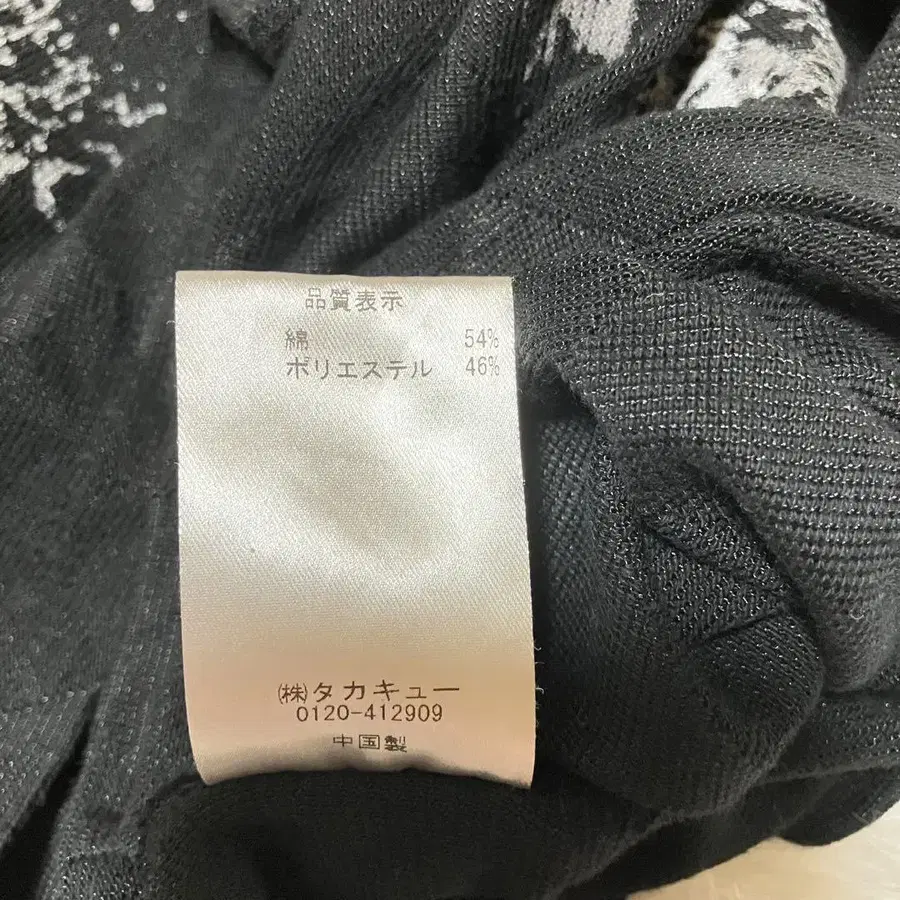 品質表示
綿 54%
ポリエステル 46%
(株)タカキュー
0120-412909
中国製